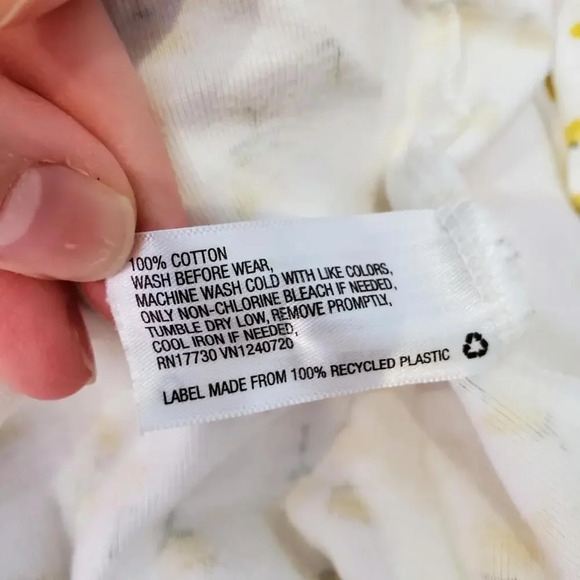 100% COTTON
WASH BEFORE WEAR,
MACHINE WASH COLD WITH LIKE COLORS,
ONLY NON-CHLORINE BLEACH IF NEEDED,
TUMBLE DRY LOW, REMOVE PROMPTLY,
COOL IRON IF NEEDED,
RN17730 VN1240720
LABEL MADE FROM 100% RECYCLED PLASTIC